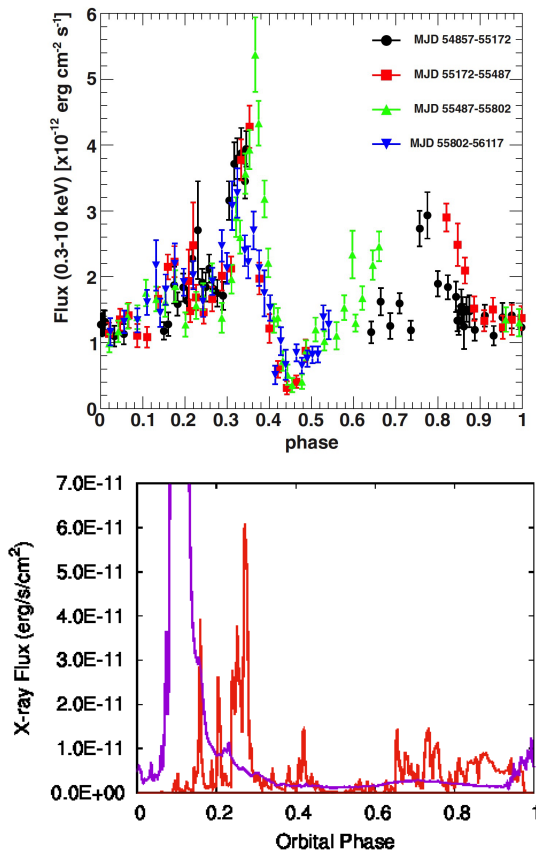 Flux (0.3-10 keV) [x10⁻¹² erg cm⁻² s⁻¹]
6
5
4
3
2
1
0
MJD 54857-55172
MJD 55172-55487
MJD 55487-55802
MJD 55802-56117
0 0.1 0.2 0.3 0.4 0.5 0.6 0.7 0.8 0.9 1
phase
X-ray Flux (erg/s/cm²)
7.0E-11
6.0E-11
5.0E-11
4.0E-11
3.0E-11
2.0E-11
1.0E-11
0.0E+00
0 0.2 0.4 0.6 0.8 1
Orbital Phase